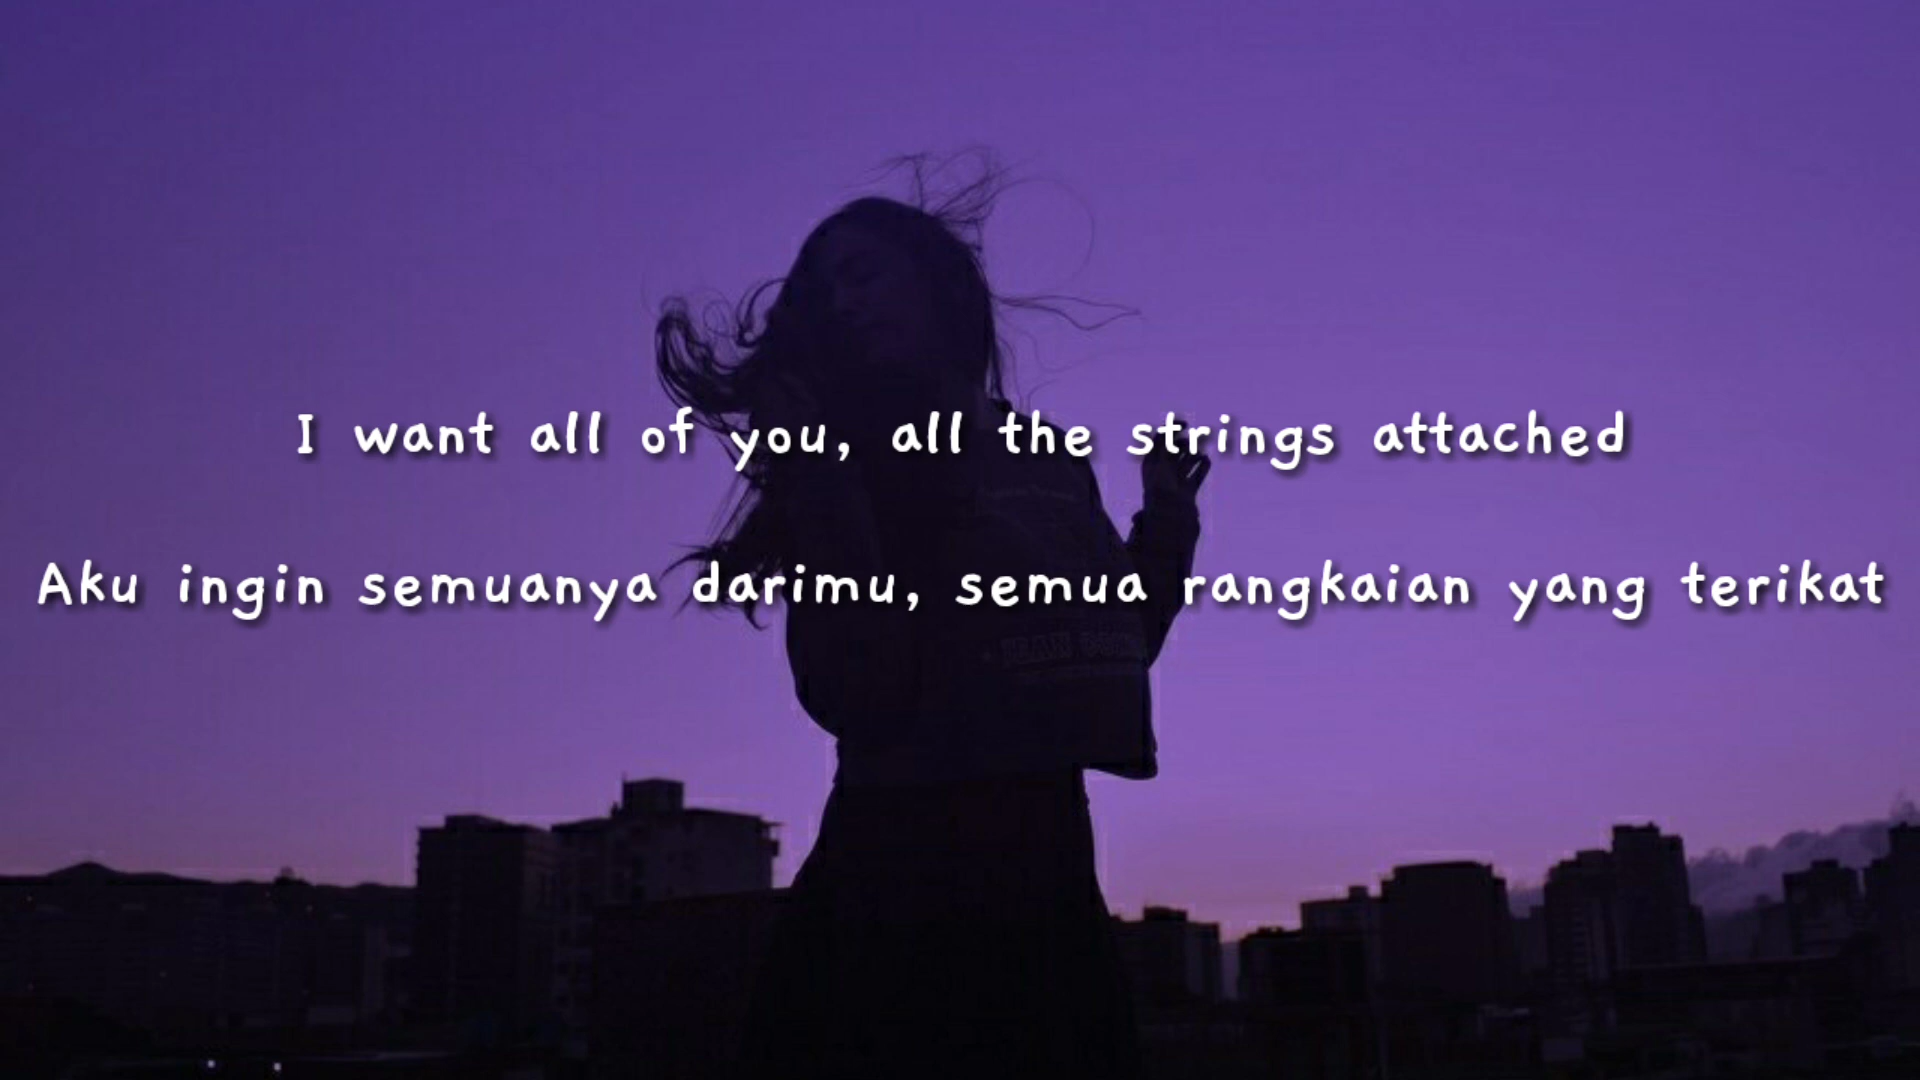 I want all of you, all the strings attached
Aku ingin semuanya darimu, semua rangkaian yang terikat